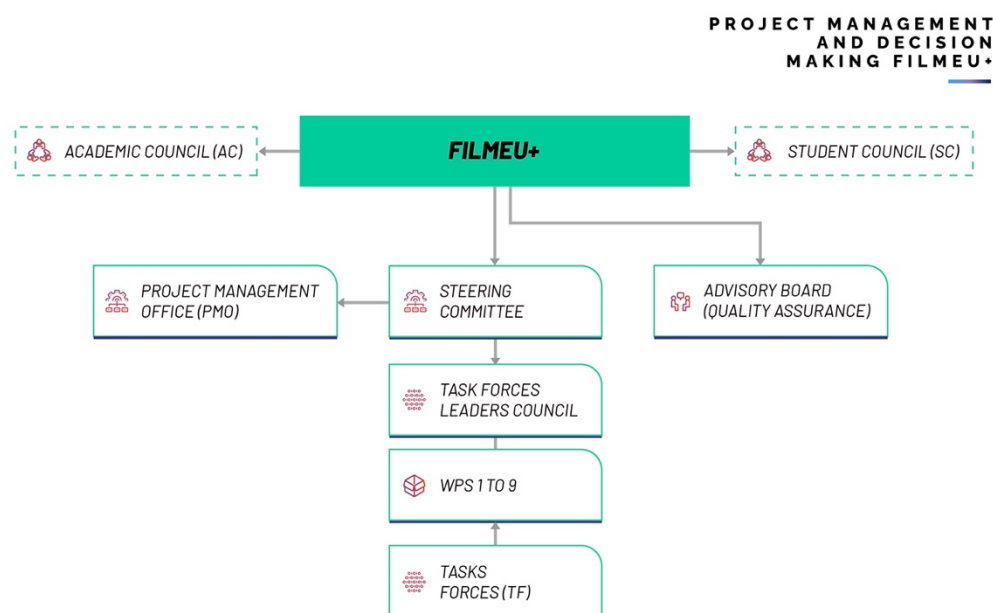 PROJECT MANAGEMENT
AND DECISION
MAKING FILMEU+
ACADEMIC COUNCIL (AC)
FILMEU+
STUDENT COUNCIL (SC)
PROJECT MANAGEMENT
OFFICE (PMO)
STEERING
COMMITTEE
ADVISORY BOARD
(QUALITY ASSURANCE)
TASK FORCES
LEADERS COUNCIL
WPS 1 TO 9
TASKS
FORCES (TF)